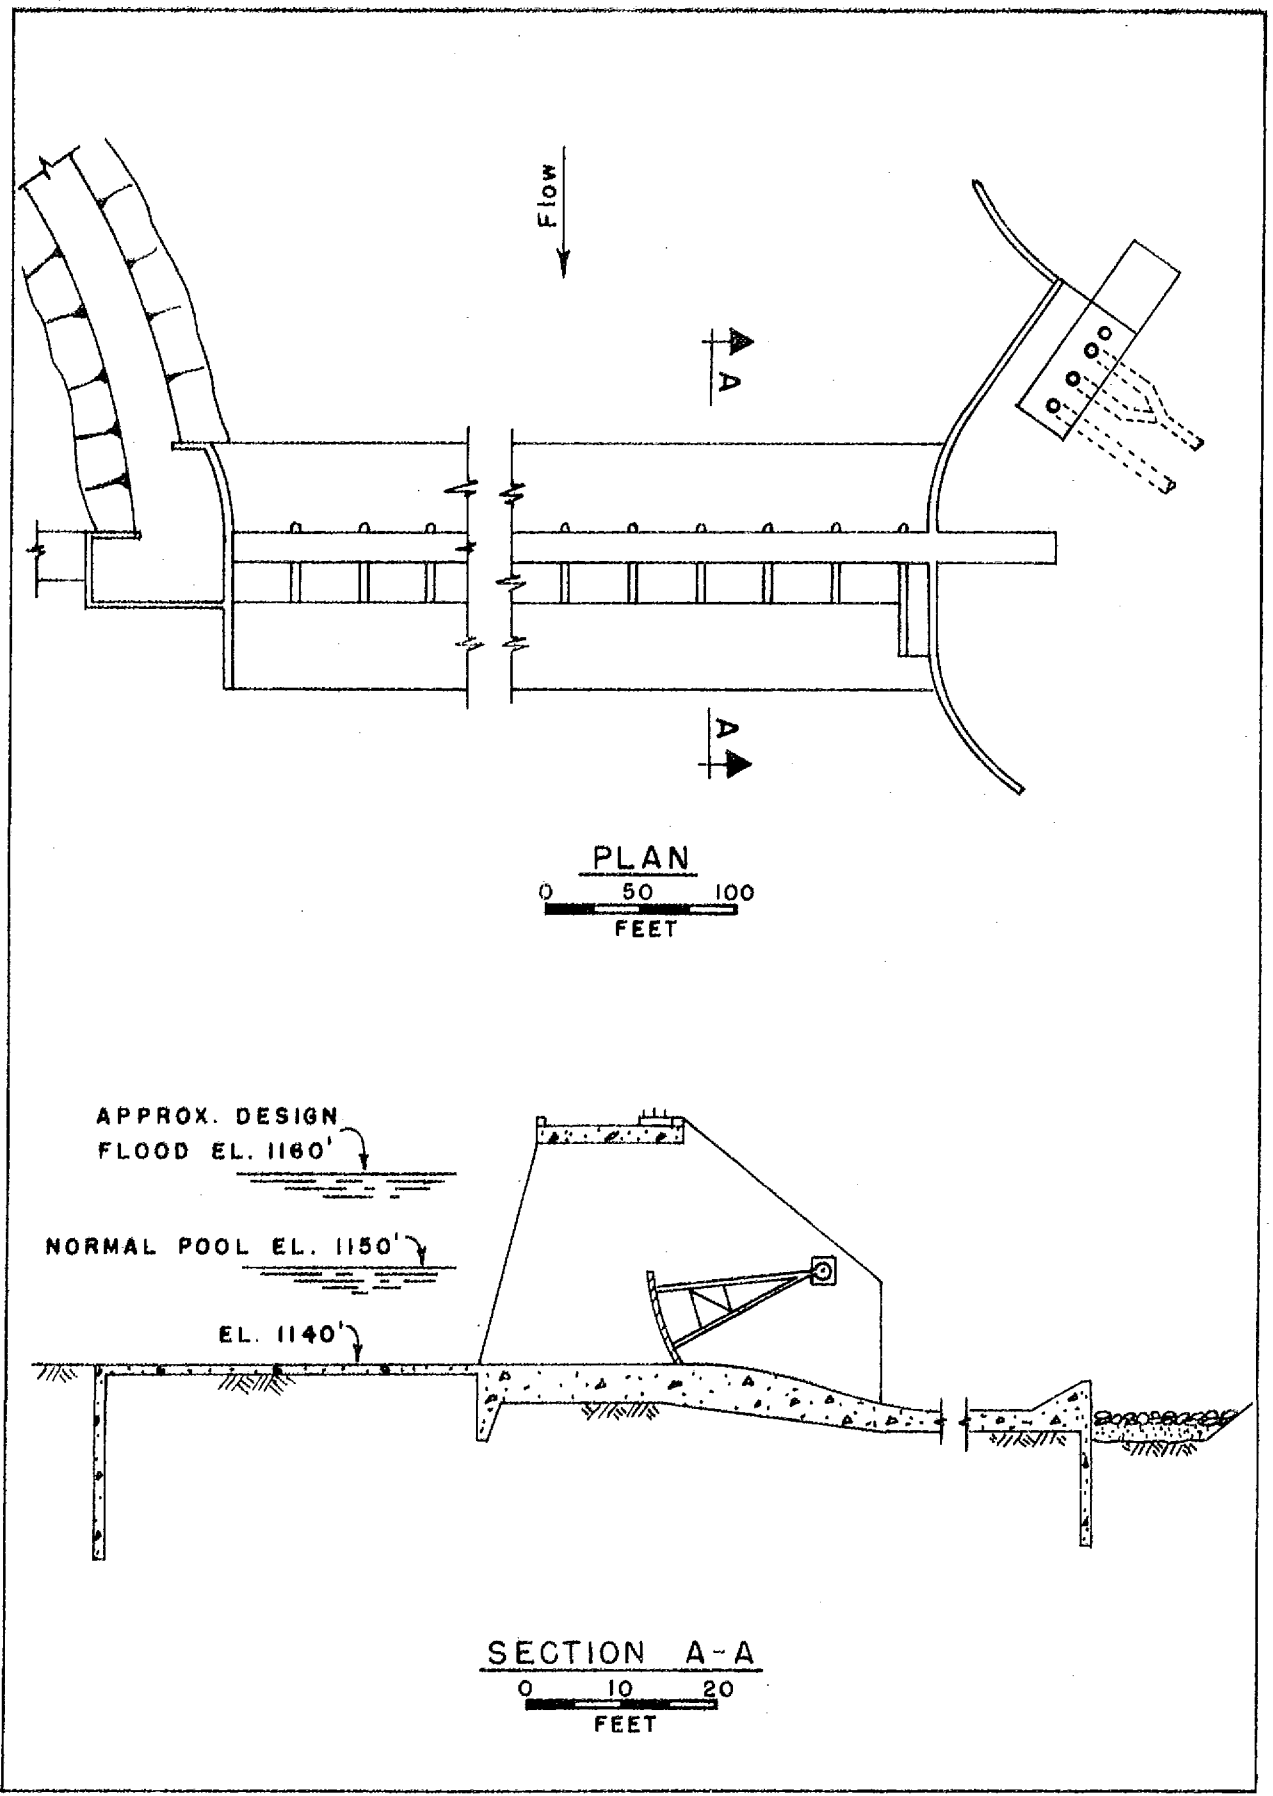 Flow
A
A
PLAN
0 50 100
FEET
APPROX. DESIGN
FLOOD EL. 1160'
NORMAL POOL EL. 1150'
EL. 1140'
SECTION A-A
0 10 20
FEET